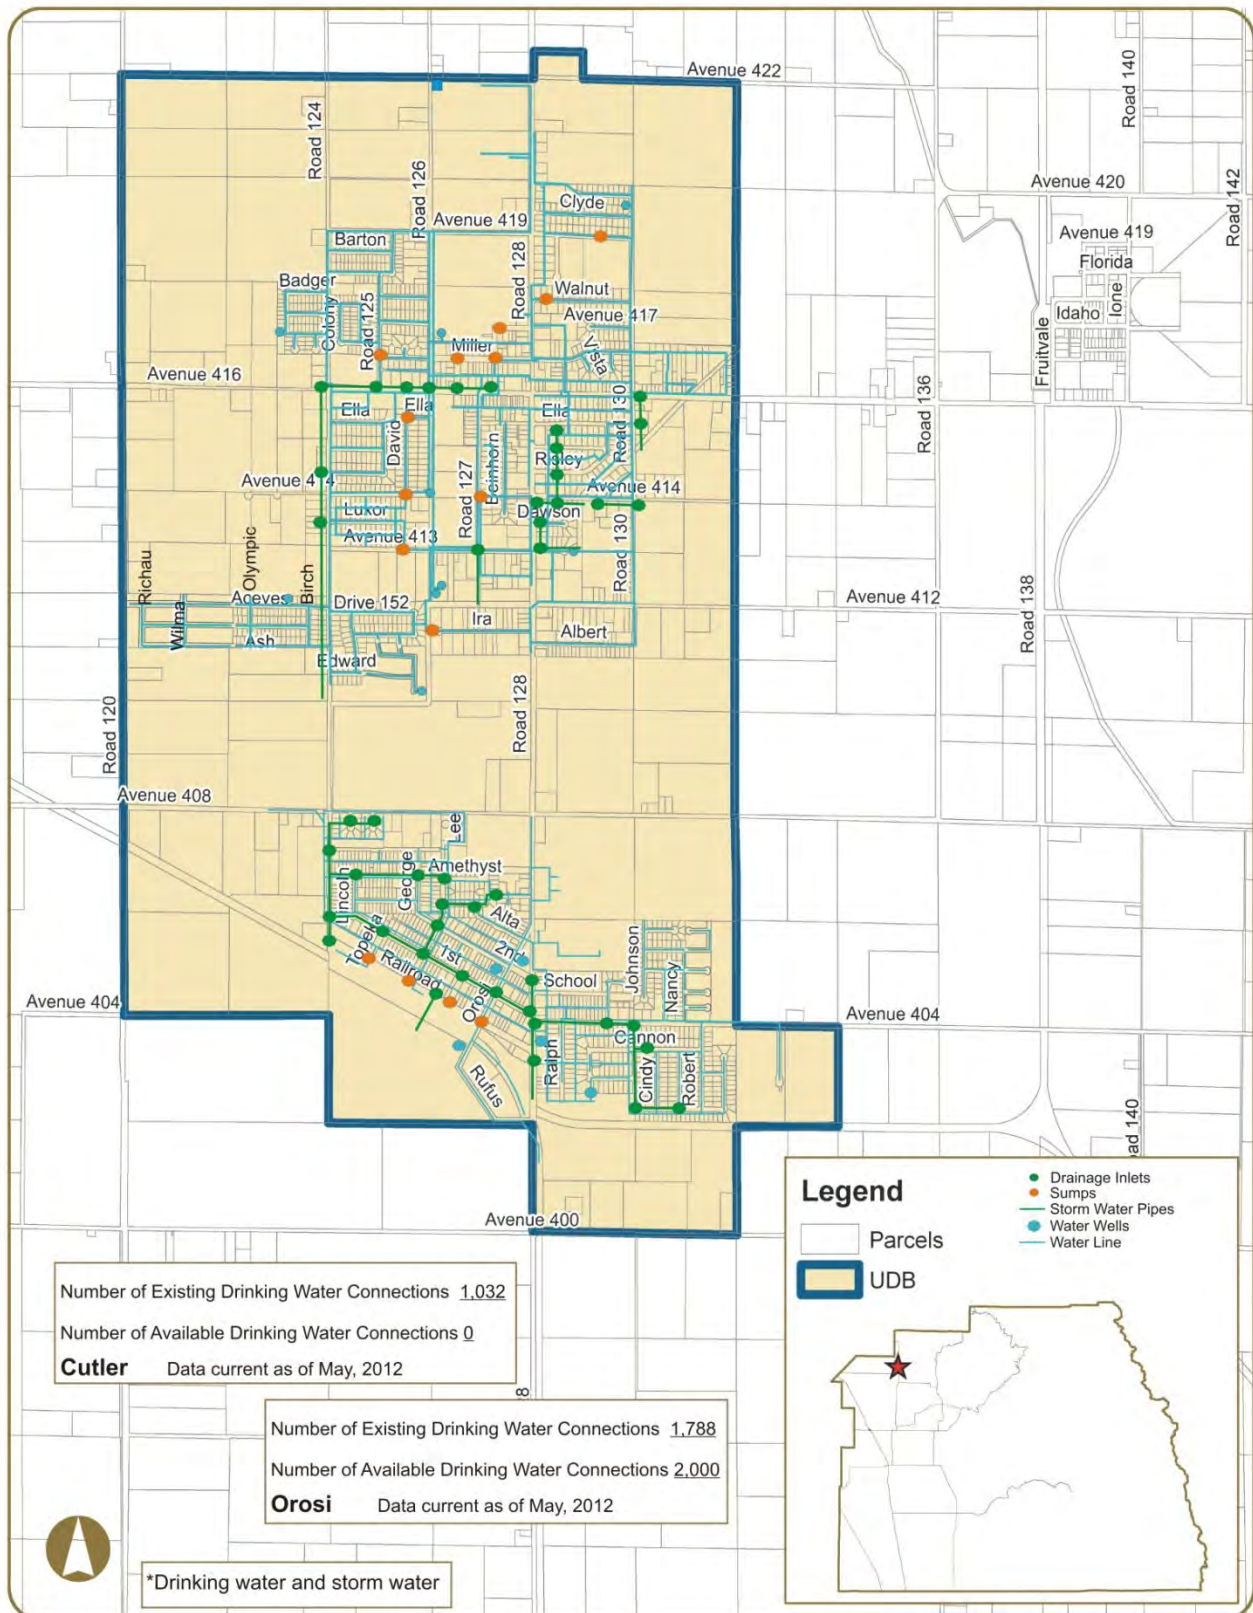 Avenue 422
Road 140
Road 124
Road 126
Avenue 420
Road 142
Clyde
Avenue 419
Avenue 419
Barton
Florida
Road 128
Badger
Walnut
Ione
Idaho
Avenue 417
Colony
Road 125
Miller
Vista
Fruitvale
Avenue 416
Road 136
Ella
Ella
Ella
Road 130
David
Risley
Beinhorn
Avenue 414
Avenue 414
Road 127
Lukor
Dawson
Avenue 413
Road 130
Olympic
Richau
Birch
Aceves
Drive 152
Avenue 412
Wilma
Ira
Road 138
Ash
Albert
Edward
Road 120
Road 128
Avenue 408
Lee
Amethyst
George
Lincoln
Alta
Topeka
1st
2nd
Johnson
Railroad
School
Nancy
Orosi
Avenue 404
Avenue 404
Cannon
Ralph
Cindy
Robert
Rufus
oad 140
Avenue 400
Legend
Parcels
UDB
Drainage Inlets
Sumps
Storm Water Pipes
Water Wells
Water Line
Number of Existing Drinking Water Connections 1,032
Number of Available Drinking Water Connections 0
Cutler Data current as of May, 2012
8
Number of Existing Drinking Water Connections 1,788
Number of Available Drinking Water Connections 2,000
Orosi Data current as of May, 2012
*Drinking water and storm water